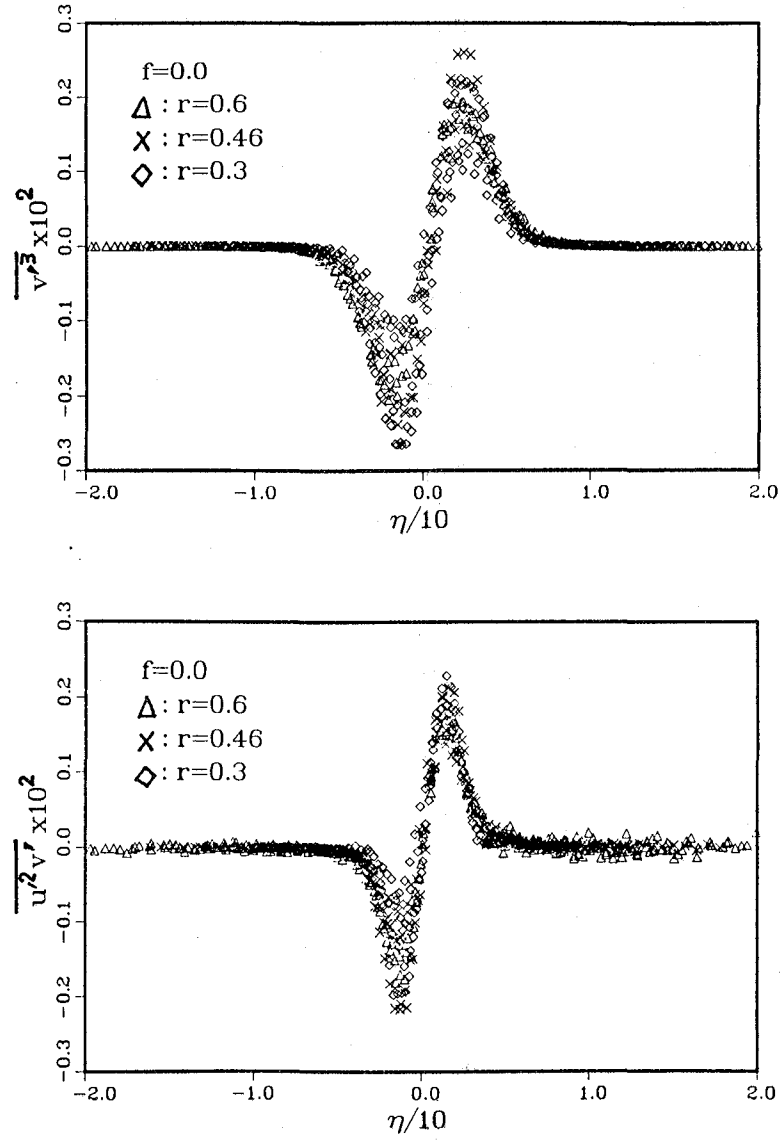 0.3
0.2
0.1
0.0
−0.1
−0.2
−0.3
v′³ x10²
f=0.0
△ : r=0.6
× : r=0.46
◇ : r=0.3
−2.0 −1.0 0.0 1.0 2.0
η/10
0.3
0.2
0.1
0.0
−0.1
−0.2
−0.3
u′²v′ x10²
f=0.0
△ : r=0.6
× : r=0.46
◇ : r=0.3
−2.0 −1.0 0.0 1.0 2.0
η/10